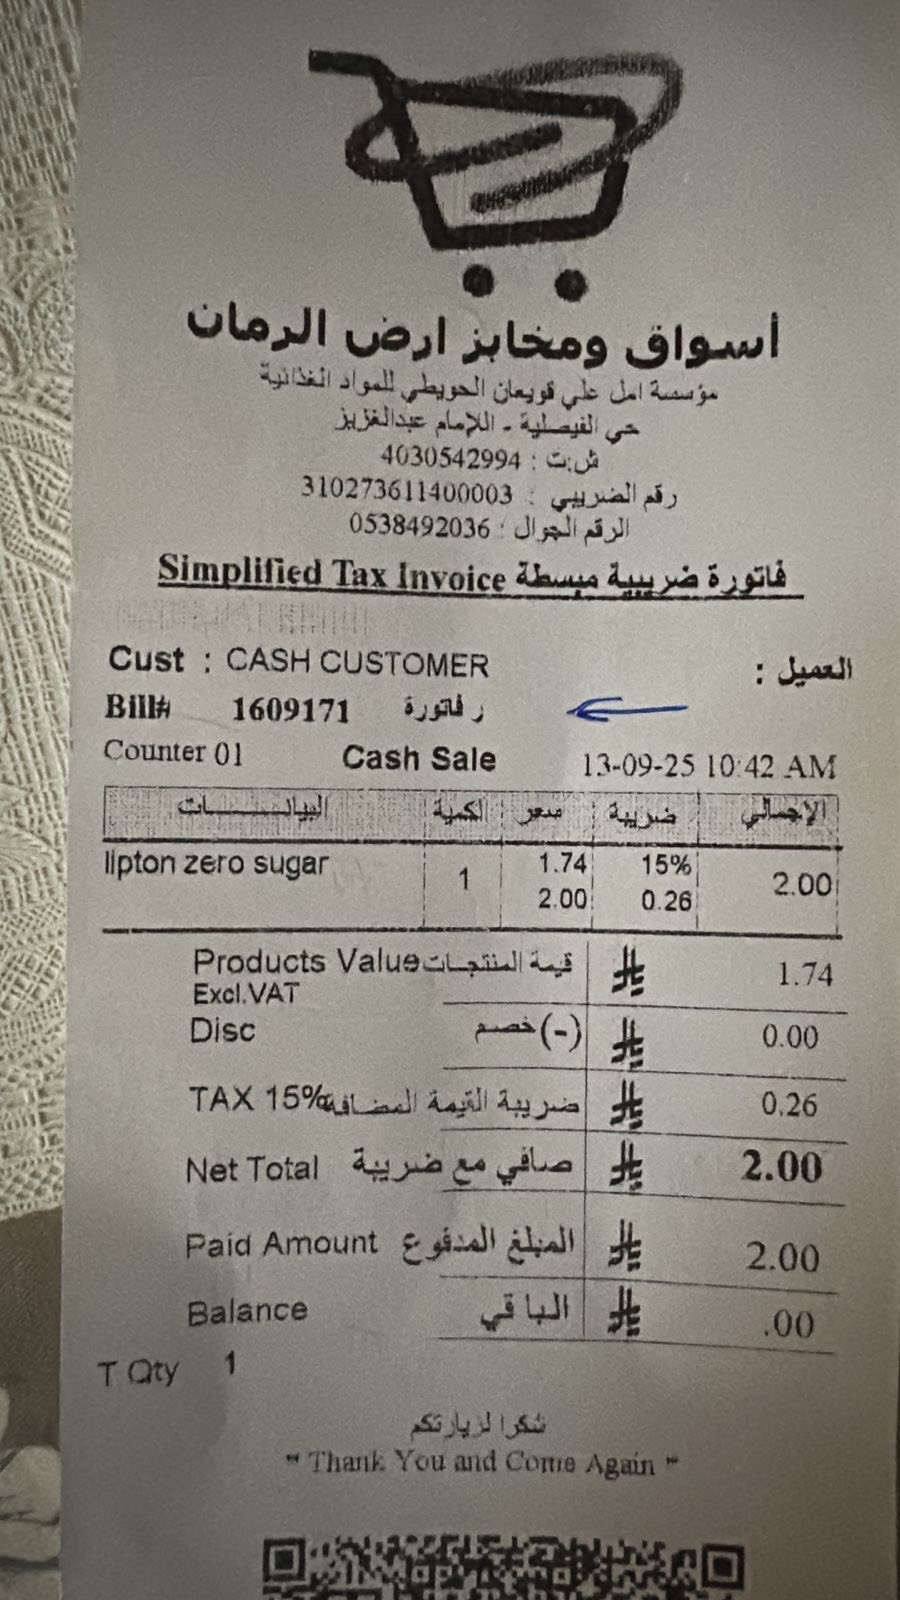 أسواق ومخابز ارض الرمان
مؤسسة امل علي قويعان الحويطي للمواد الغذائية
حي الفيصلية - اللإمام عبدالغزيز
ش:ت : 4030542994
رقم الضريبي : 310273611400003
الرقم الجوال : 0538492036
Simplified Tax Invoice فاتورة ضريبية مبسطة
Cust : CASH CUSTOMER العميل :
Bill# 1609171 ر فاتورة
Counter 01 Cash Sale 13-09-25 10:42 AM
البيانـــــات الكمية سعر ضريبة الإجمالي
lipton zero sugar 1 1.74 15% 2.00
2.00 0.26
Products Value قيمة المنتجـات 1.74
Excl.VAT
Disc خصم (-) 0.00
TAX 15% ضريبة القيمة المضافة 0.26
Net Total صافي مع ضريبة 2.00
Paid Amount المبلغ المدفوع 2.00
Balance الباقي .00
T Qty 1
شكرا لزيارتكم
" Thank You and Come Again "